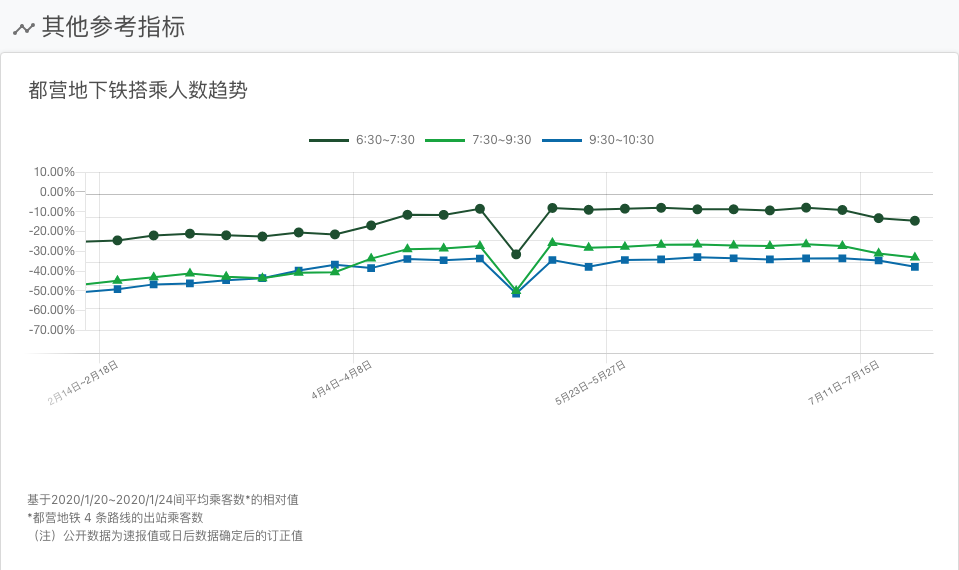 其他参考指标
都营地下铁搭乘人数趋势
6:30~7:30 7:30~9:30 9:30~10:30
10.00%
0.00%
-10.00%
-20.00%
-30.00%
-40.00%
-50.00%
-60.00%
-70.00%
2月14日~2月18日 4月4日~4月8日 5月23日~5月27日 7月11日~7月15日
基于2020/1/20~2020/1/24间平均乘客数*的相对值
*都营地铁 4 条路线的出站乘客数
（注）公开数据为速报值或日后数据确定后的订正值